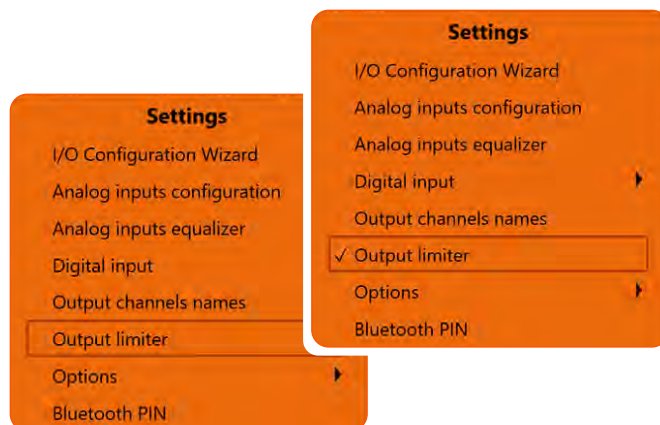 Settings
I/O Configuration Wizard
Analog inputs configuration
Analog inputs equalizer
Digital input
Output channels names
Output limiter
Options
Bluetooth PIN
Settings
I/O Configuration Wizard
Analog inputs configuration
Analog inputs equalizer
Digital input
Output channels names
✓ Output limiter
Options
Bluetooth PIN